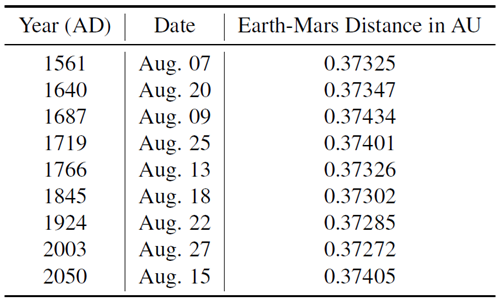 Year (AD) Date Earth-Mars Distance in AU
1561 Aug. 07 0.37325
1640 Aug. 20 0.37347
1687 Aug. 09 0.37434
1719 Aug. 25 0.37401
1766 Aug. 13 0.37326
1845 Aug. 18 0.37302
1924 Aug. 22 0.37285
2003 Aug. 27 0.37272
2050 Aug. 15 0.37405